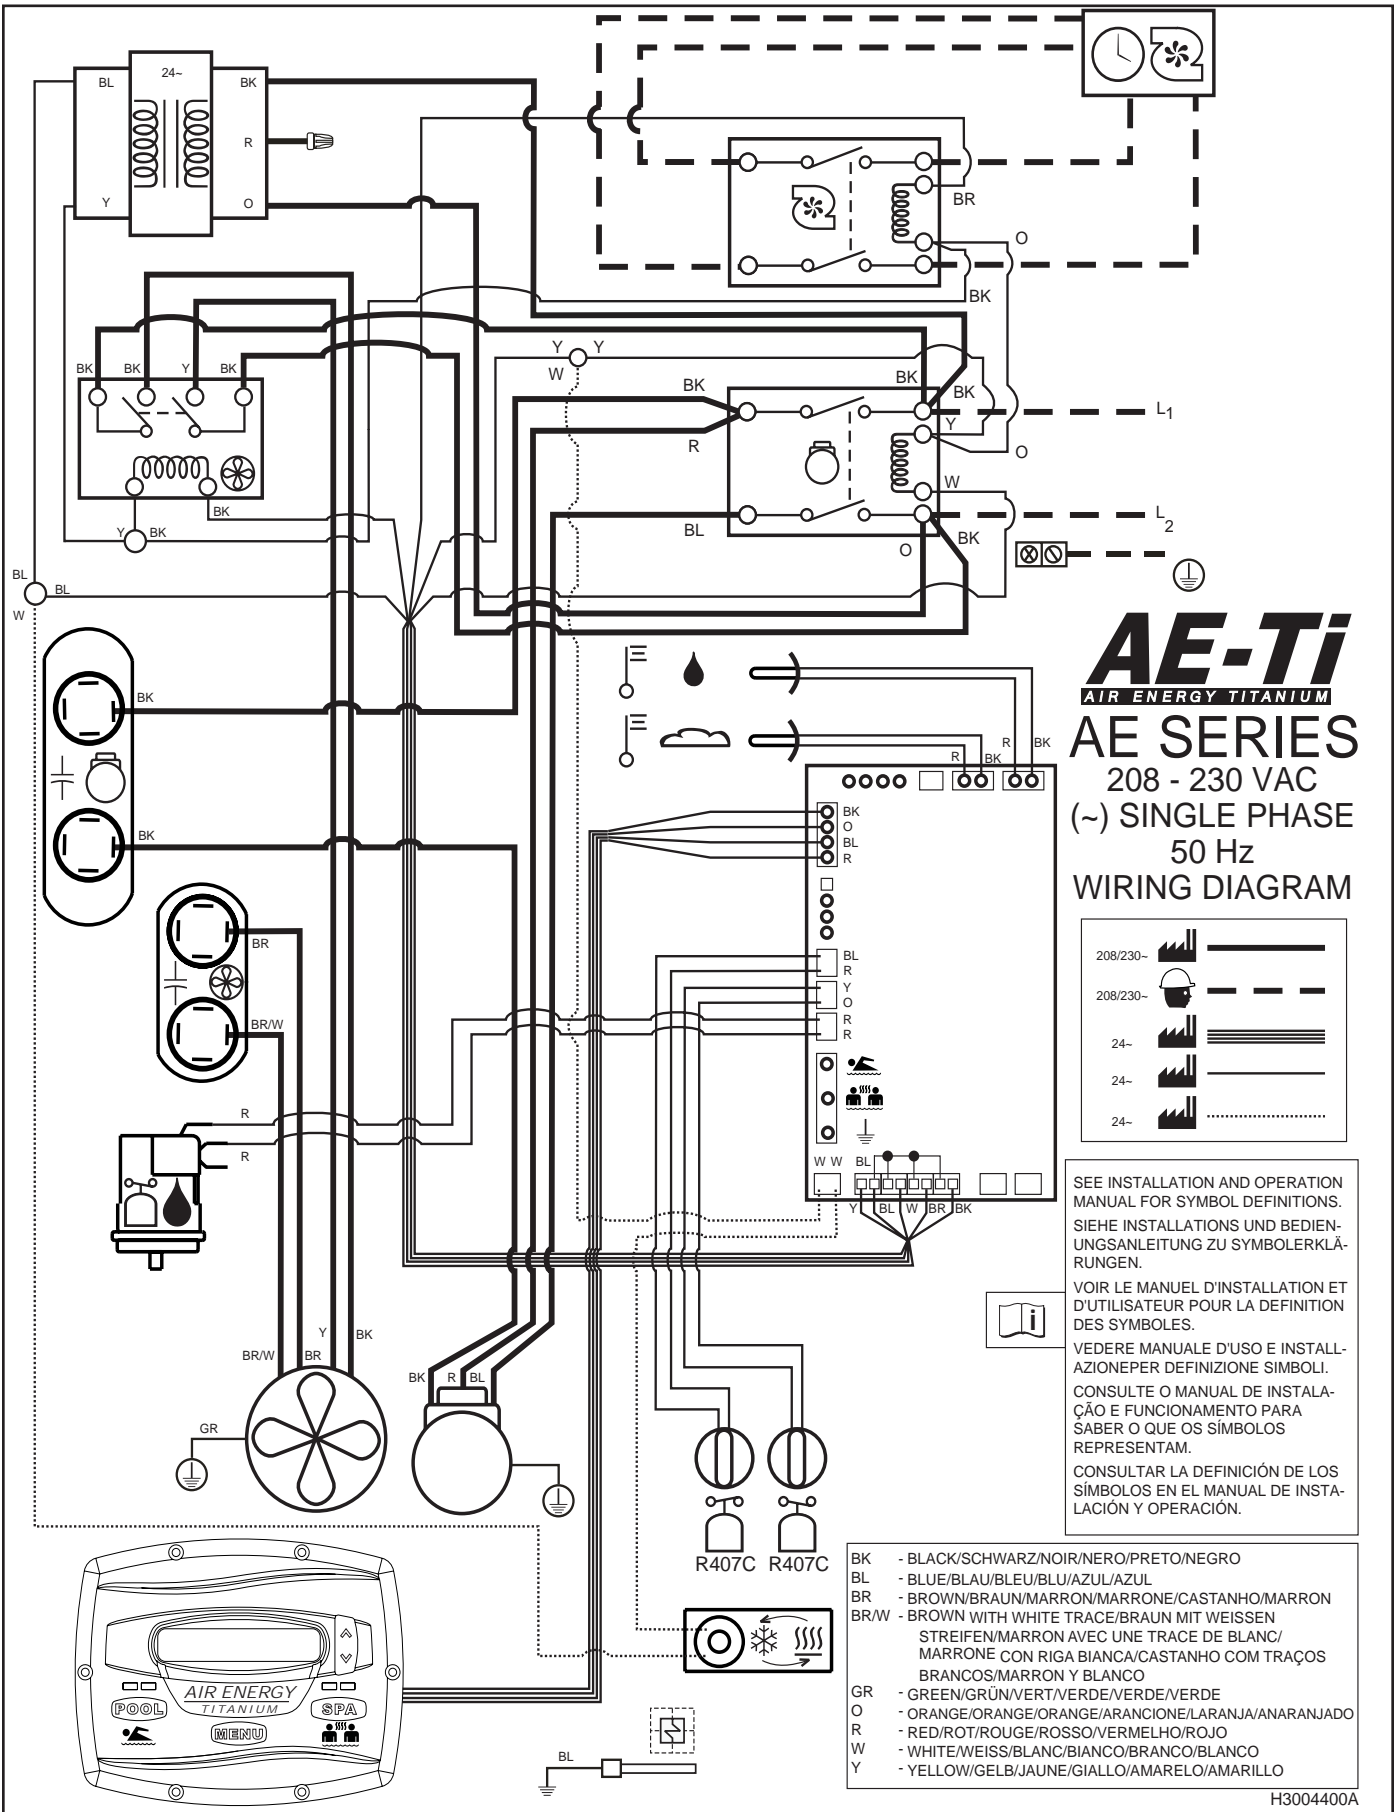 BL
24~
BK
R
Y
O
BR
O
BK
Y
Y
W
BK
BK
Y
BK
BK
BK
BK
L1
Y
R
O
W
BK
Y
BK
BL
L2
BK
O
BL
BL
W
AE-Ti
AIR ENERGY TITANIUM
AE SERIES
208 - 230 VAC
(~) SINGLE PHASE
50 Hz
WIRING DIAGRAM
BK
R
BK
R
BK
BK
BK
O
BL
R
BR
BR/W
BL
R
Y
O
R
R
208/230~
208/230~
24~
24~
24~
R
R
W W
BL
Y
BL
W
BR
BK
SEE INSTALLATION AND OPERATION
MANUAL FOR SYMBOL DEFINITIONS.
SIEHE INSTALLATIONS UND BEDIEN-
UNGSANLEITUNG ZU SYMBOLERKLÄ-
RUNGEN.
VOIR LE MANUEL D'INSTALLATION ET
D'UTILISATEUR POUR LA DEFINITION
DES SYMBOLES.
VEDERE MANUALE D'USO E INSTALL-
AZIONEPER DEFINIZIONE SIMBOLI.
CONSULTE O MANUAL DE INSTALA-
ÇÃO E FUNCIONAMENTO PARA
SABER O QUE OS SÍMBOLOS
REPRESENTAM.
CONSULTAR LA DEFINICIÓN DE LOS
SÍMBOLOS EN EL MANUAL DE INSTA-
LACIÓN Y OPERACIÓN.
i
Y
BK
BR/W
BR
BK
R
BL
GR
R407C
R407C
BK - BLACK/SCHWARZ/NOIR/NERO/PRETO/NEGRO
BL - BLUE/BLAU/BLEU/BLU/AZUL/AZUL
BR - BROWN/BRAUN/MARRON/MARRONE/CASTANHO/MARRON
BR/W - BROWN WITH WHITE TRACE/BRAUN MIT WEISSEN
STREIFEN/MARRON AVEC UNE TRACE DE BLANC/
MARRONE CON RIGA BIANCA/CASTANHO COM TRAÇOS
BRANCOS/MARRON Y BLANCO
GR - GREEN/GRÜN/VERT/VERDE/VERDE/VERDE
O - ORANGE/ORANGE/ORANGE/ARANCIONE/LARANJA/ANARANJADO
R - RED/ROT/ROUGE/ROSSO/VERMELHO/ROJO
W - WHITE/WEISS/BLANC/BIANCO/BRANCO/BLANCO
Y - YELLOW/GELB/JAUNE/GIALLO/AMARELO/AMARILLO
AIR ENERGY
TITANIUM
POOL
SPA
MENU
BL
H3004400A